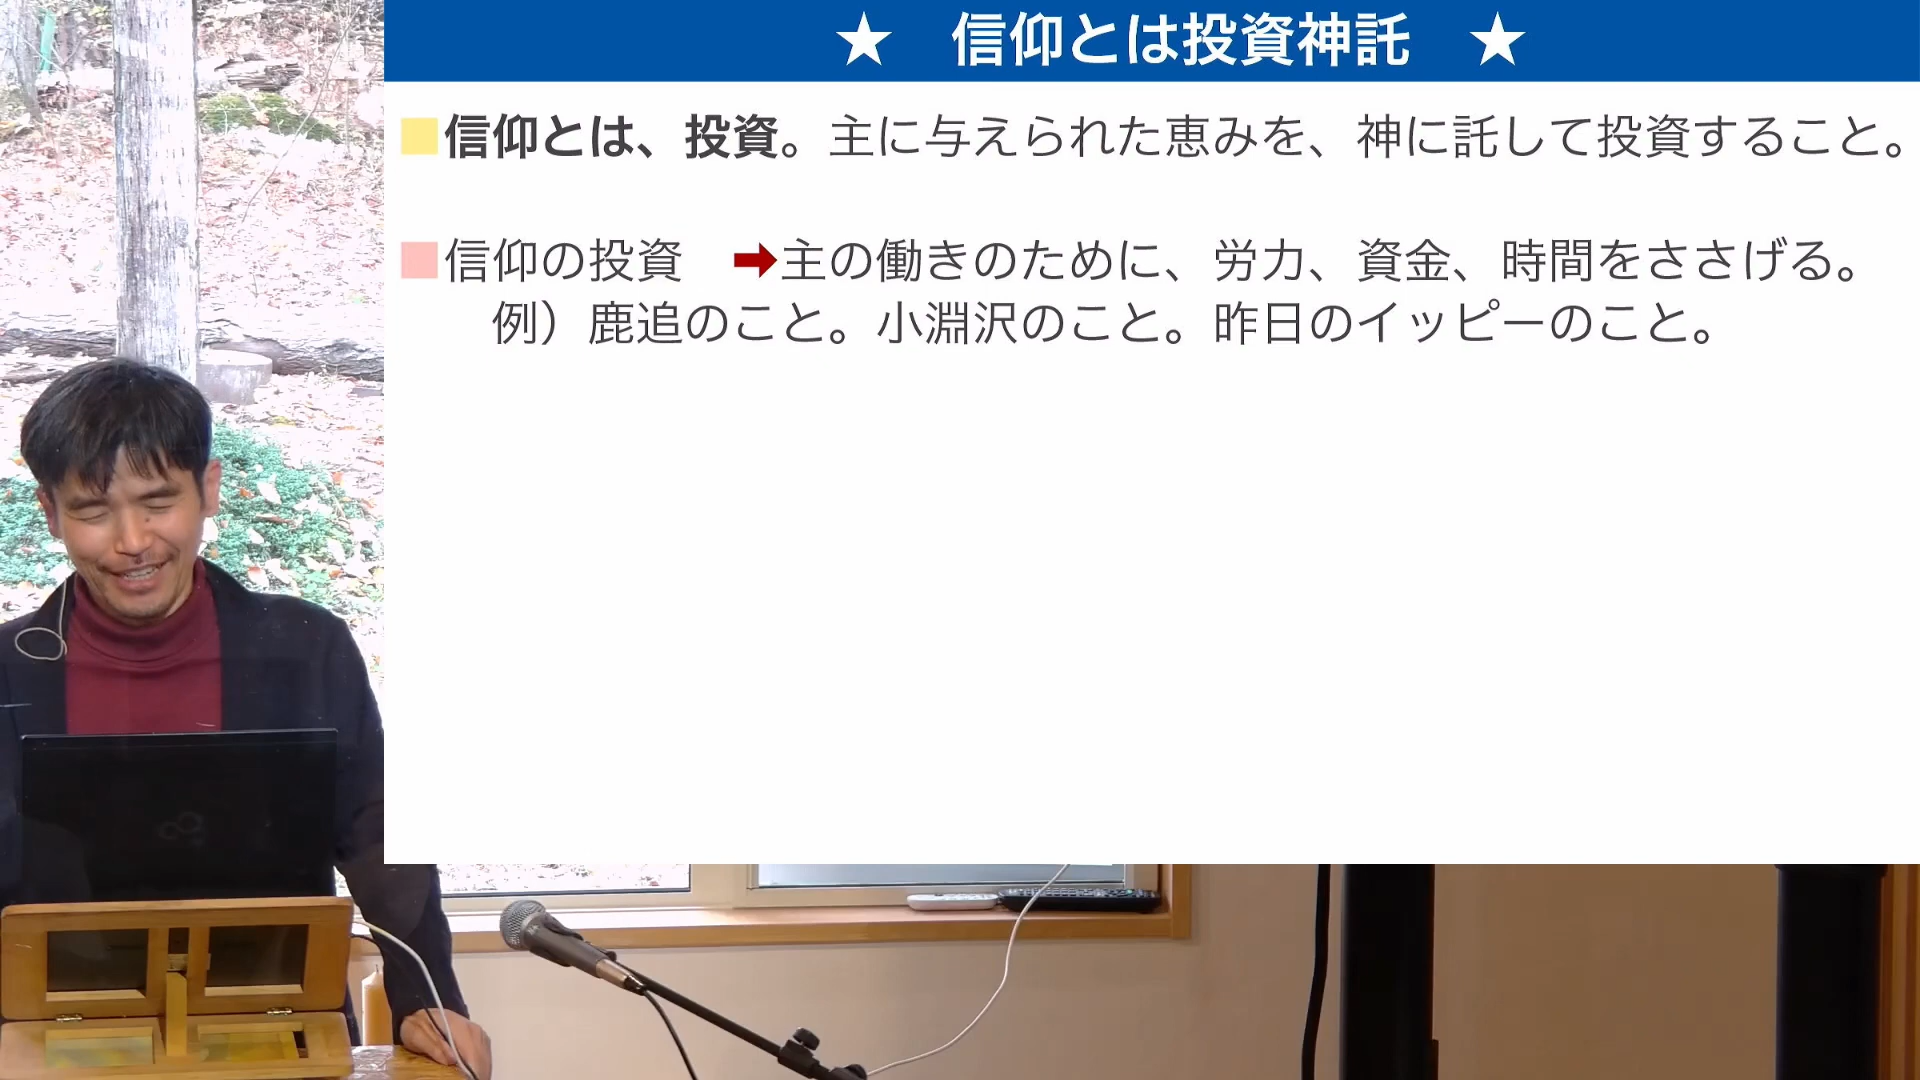 ★ 信仰とは投資神託 ★
■信仰とは、投資。主に与えられた恵みを、神に託して投資すること。
■信仰の投資 ➡主の働きのために、労力、資金、時間をささげる。
例）鹿追のこと。小淵沢のこと。昨日のイッピーのこと。